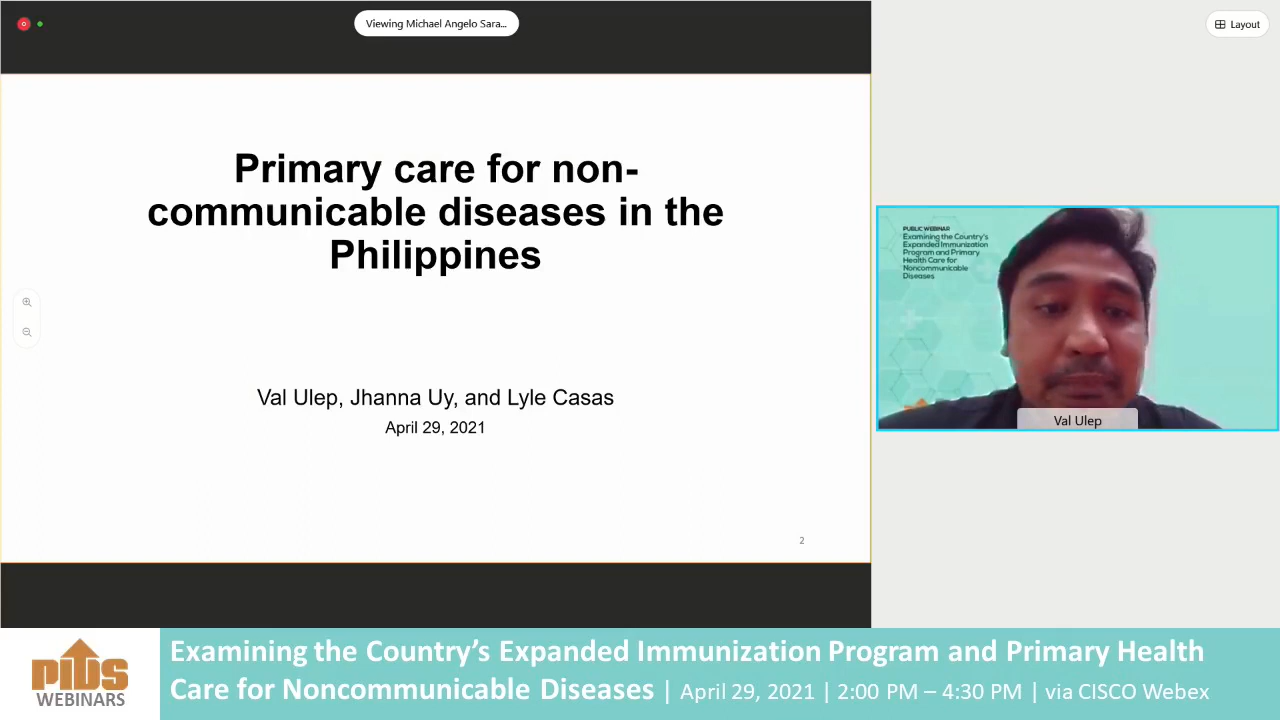 Viewing Michael Angelo Sara...
Layout
Primary care for non-
communicable diseases in the
Philippines
Val Ulep, Jhanna Uy, and Lyle Casas
April 29, 2021
2
PUBLIC WEBINAR
Examining the Country's
Expanded Immunization
Program and Primary
Health Care for
Noncommunicable
Diseases
Val Ulep
PIDS
WEBINARS
Examining the Country's Expanded Immunization Program and Primary Health
Care for Noncommunicable Diseases | April 29, 2021 | 2:00 PM – 4:30 PM | via CISCO Webex